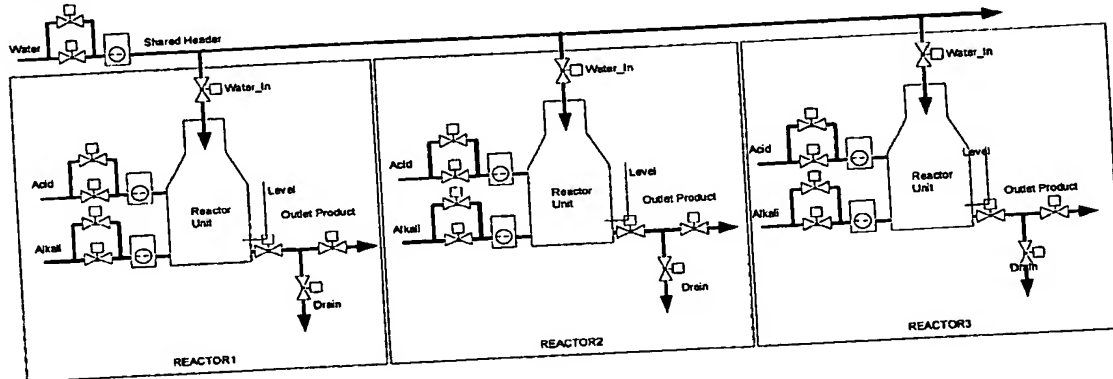 Water
Shared Header
Water_In
Acid
Alkali
Reactor
Unit
Level
Outlet Product
Drain
REACTOR1
Water_In
Acid
Alkali
Reactor
Unit
Level
Outlet Product
Drain
REACTOR2
Water_In
Acid
Alkali
Reactor
Unit
Level
Outlet Product
Drain
REACTOR3